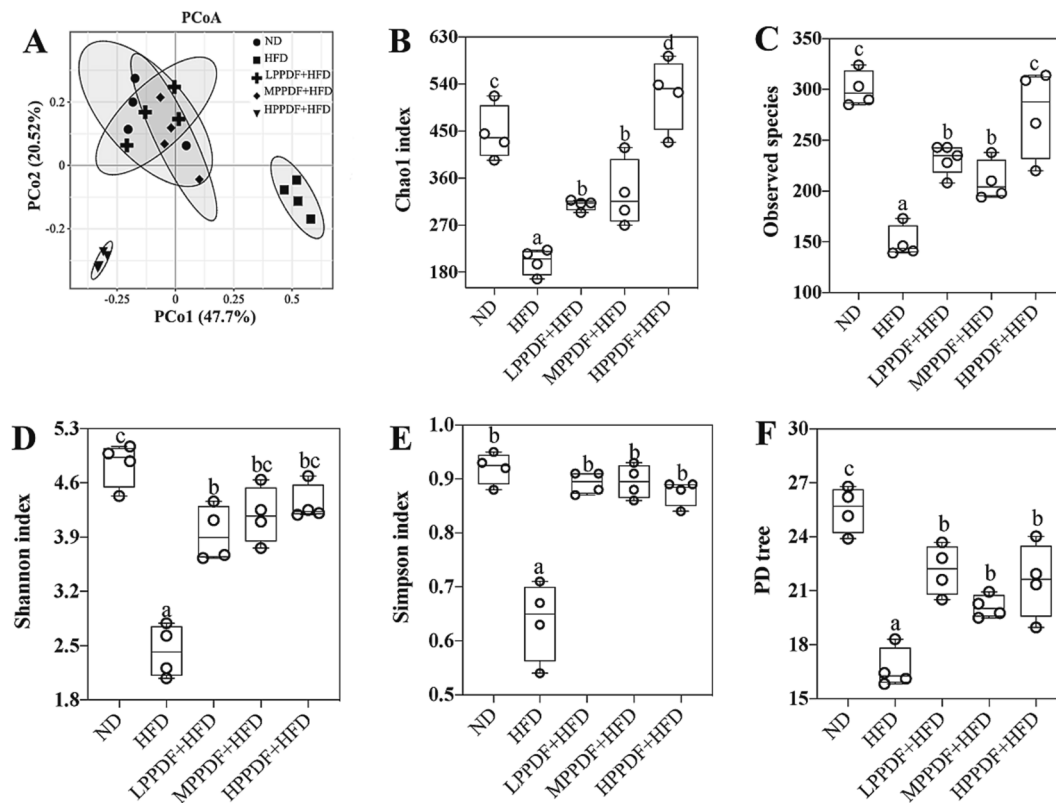 A
PCoA
ND
HFD
LPPDF+HFD
MPPDF+HFD
HPPDF+HFD
0.2
0
-0.2
-0.25
0
0.25
0.5
PCo1 (47.7%)
PCo2 (20.52%)
B
630
540
450
360
270
180
Chao1 index
c
a
b
b
d
ND
HFD
LPPDF+HFD
MPPDF+HFD
HPPDF+HFD
C
350
300
250
200
150
100
Observed species
c
a
b
b
c
ND
HFD
LPPDF+HFD
MPPDF+HFD
HPPDF+HFD
D
5.3
4.6
3.9
3.2
2.5
1.8
Shannon index
c
a
b
bc
bc
ND
HFD
LPPDF+HFD
MPPDF+HFD
HPPDF+HFD
E
1.0
0.9
0.8
0.7
0.6
0.5
Simpson index
b
a
b
b
b
ND
HFD
LPPDF+HFD
MPPDF+HFD
HPPDF+HFD
F
30
27
24
21
18
15
PD tree
c
a
b
b
b
ND
HFD
LPPDF+HFD
MPPDF+HFD
HPPDF+HFD